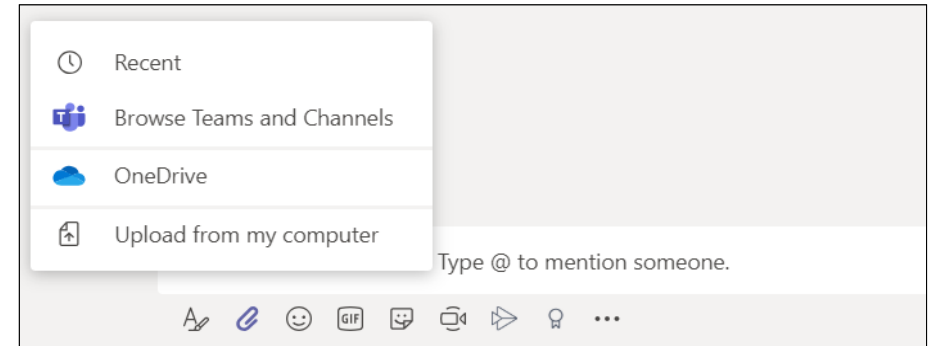 Recent
Browse Teams and Channels
OneDrive
Upload from my computer
Type @ to mention someone.
GIF